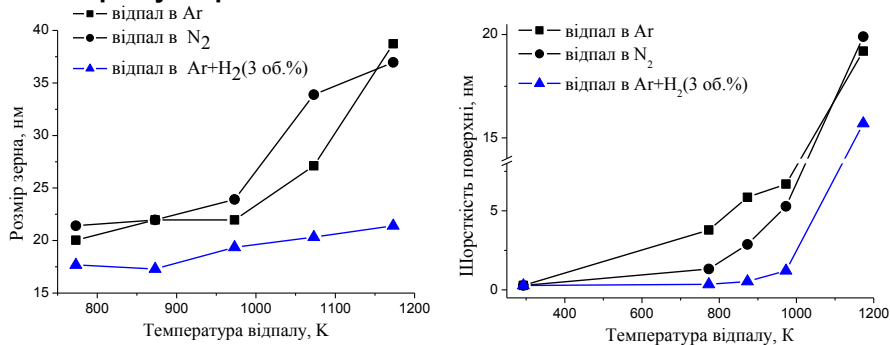 відпал в Ar
відпал в N2
відпал в Ar+H2(3 об.%)
40
35
30
25
20
15
Розмір зерна, нм
800
900
1000
1100
1200
Температура відпалу, К
відпал в Ar
відпал в N2
відпал в Ar+H2(3 об.%)
20
15
5
0
Шорсткість поверхні, нм
400
600
800
1000
1200
Температура відпалу, К